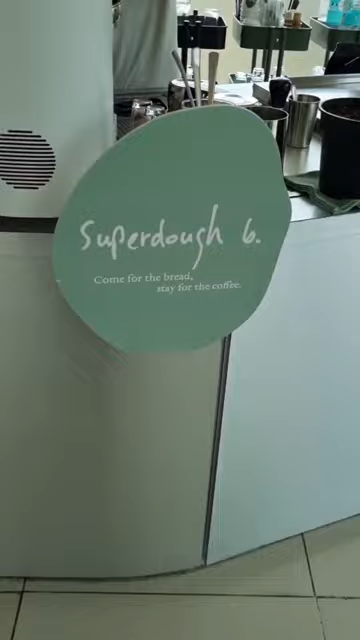 Superdough 6.
Come for the bread,
stay for the coffee.